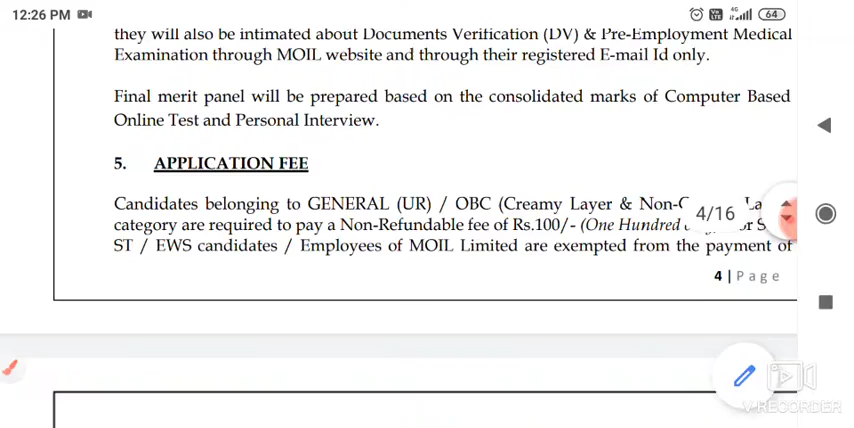 12:26 PM
4G
64
they will also be intimated about Documents Verification (DV) & Pre-Employment Medical
Examination through MOIL website and through their registered E-mail Id only.
Final merit panel will be prepared based on the consolidated marks of Computer Based
Online Test and Personal Interview.
5. APPLICATION FEE
Candidates belonging to GENERAL (UR) / OBC (Creamy Layer & Non-C
4/16
category are required to pay a Non-Refundable fee of Rs.100/- (One Hundred
ST / EWS candidates / Employees of MOIL Limited are exempted from the payment of
4 | Page
V RECORDER